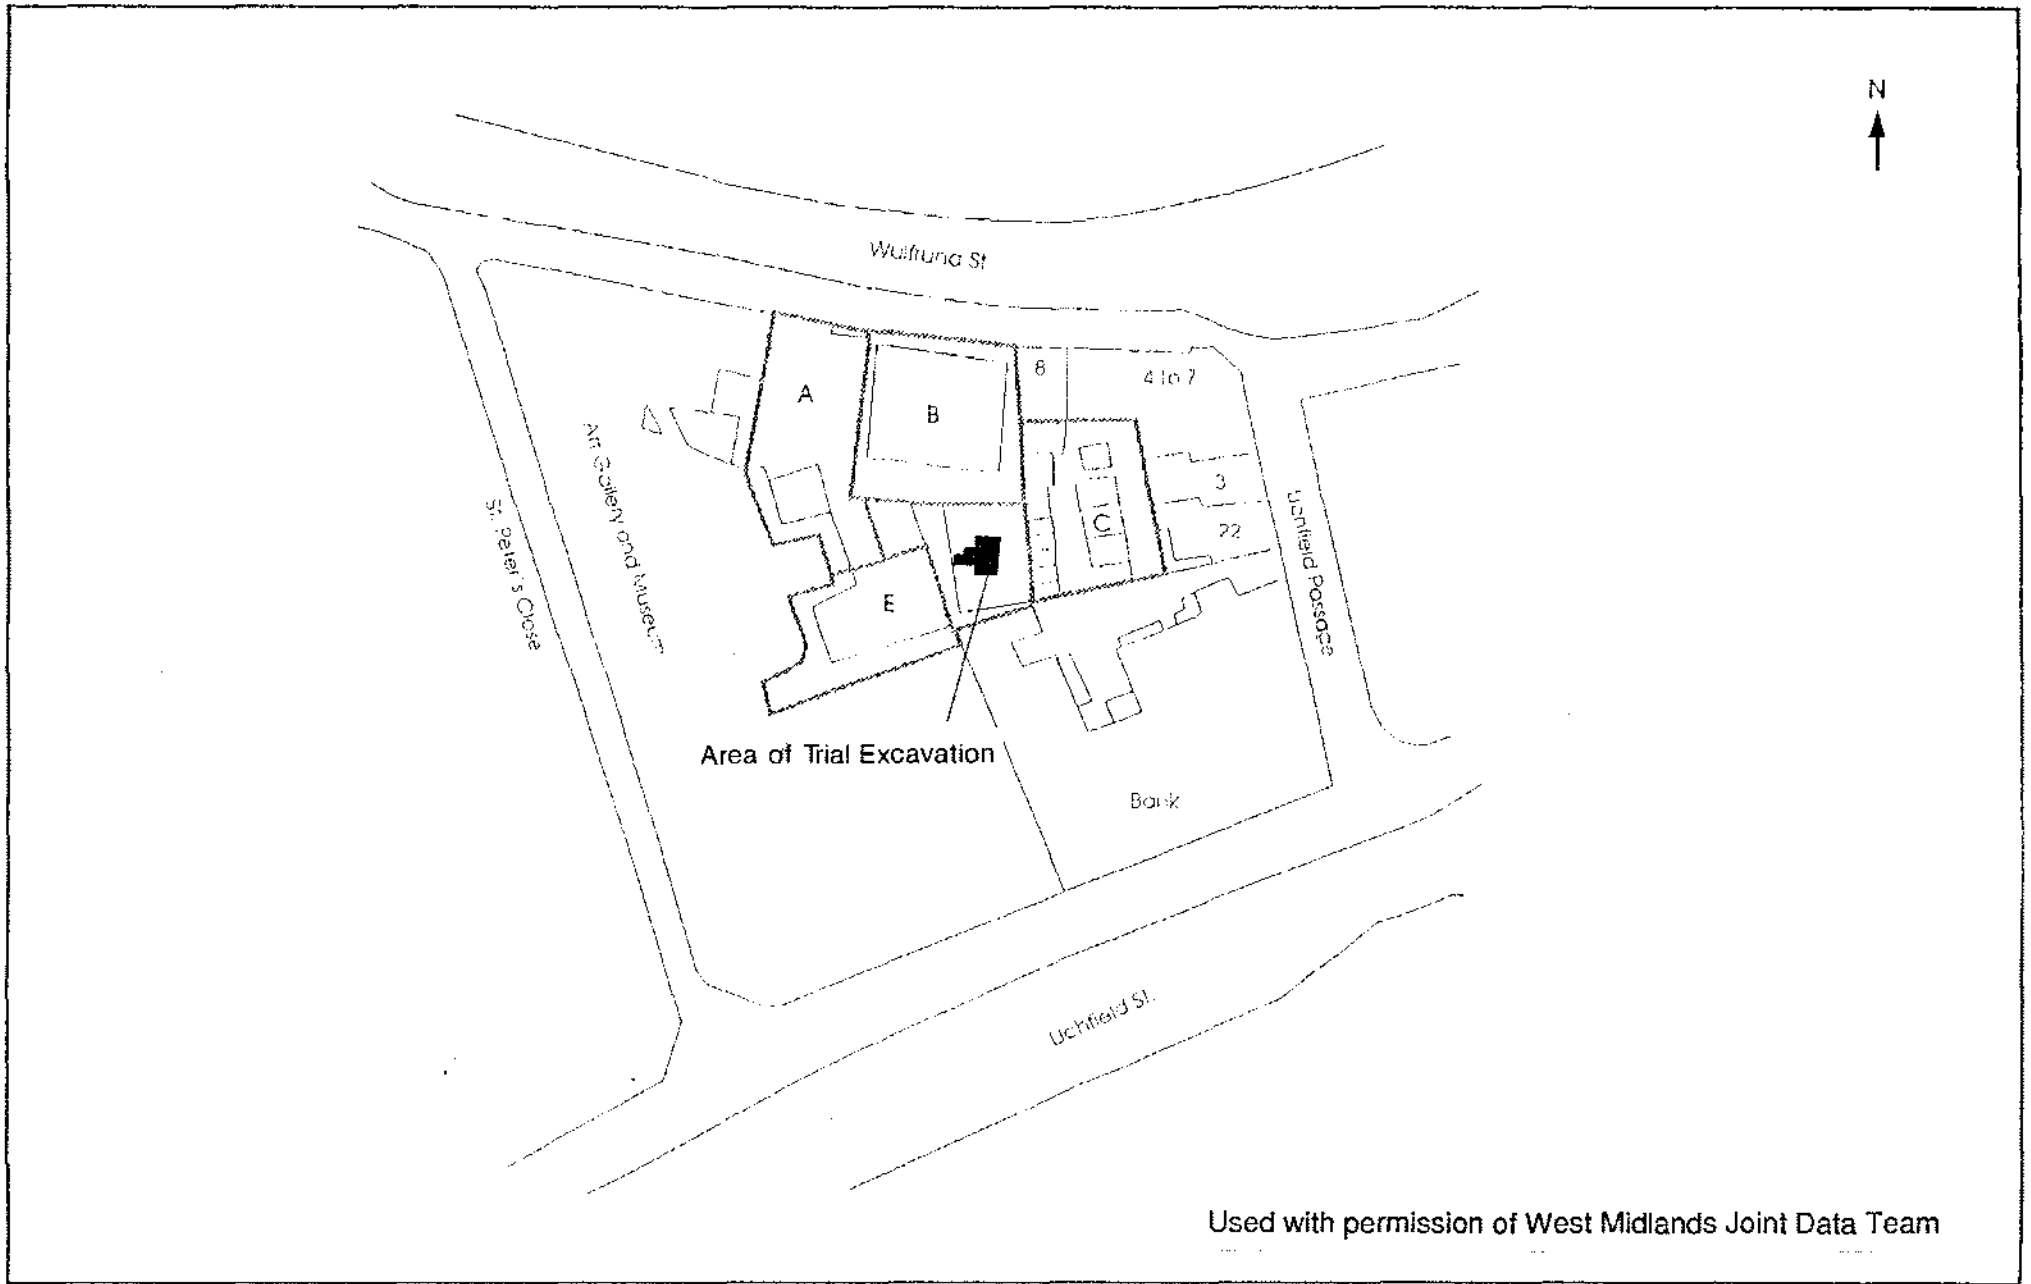 N
Wulfruna St
A
B
8
4 to 7
3
C
22
E
Art Gallery and Museum
St. Peter's Close
Lichfield Passage
Area of Trial Excavation
Bank
Lichfield St.
Used with permission of West Midlands Joint Data Team